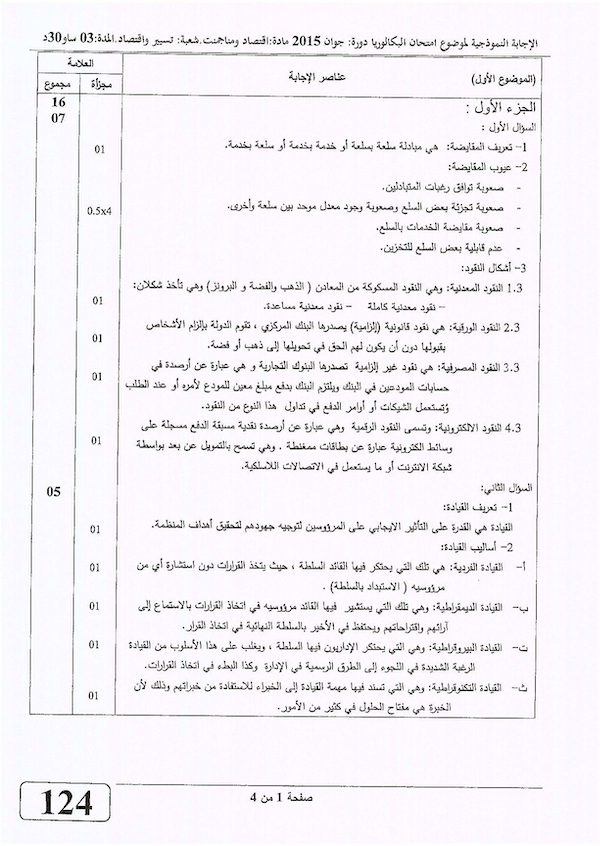 الإجابة النموذجية لموضوع امتحان البكالوريا دورة: جوان 2015 مادة:اقتصاد ومناجمنت.شعبة: تسيير واقتصاد.المدة:03 ساو30د
العلامة
(الموضوع الأول) عناصر الإجابة مجزأة مجموع
الجزء الأول : 16
07
السؤال الأول :
1- تعريف المقايضة: هي مبادلة سلعة بسلعة أو خدمة بخدمة أو سلعة بخدمة. 01
2- عيوب المقايضة:
- صعوبة توافق رغبات المتبادلين.
- صعوبة تجزئة بعض السلع وصعوبة وجود معدل موحد بين سلعة وأخرى. 0.5x4
- صعوبة مقايضة الخدمات بالسلع.
- عدم قابلية بعض السلع للتخزين.
3- أشكال النقود:
1.3 النقود المعدنية: وهي النقود المسكوكة من المعادن ( الذهب والفضة و البرونز) وهي تأخذ شكلان:
- نقود معدنية كاملة - نقود معدنية مساعدة. 01
2.3 النقود الورقية: هي نقود قانونية (إلزامية) يصدرها البنك المركزي ، تقوم الدولة بإلزام الأشخاص
بقبولها دون أن يكون لهم الحق في تحويلها إلى ذهب أو فضة. 01
3.3 النقود المصرفية: هي نقود غير إلزامية تصدرها البنوك التجارية و هي عبارة عن أرصدة في
حسابات المودعين في البنك ويلتزم البنك بدفع مبلغ معين للمودع لأمره أو عند الطلب 01
وتستعمل الشيكات أو أوامر الدفع في تداول هذا النوع من النقود.
4.3 النقود الالكترونية: وتسمى النقود الرقمية وهي عبارة عن أرصدة نقدية مسبقة الدفع مسجلة على
وسائط الكترونية عبارة عن بطاقات ممغنطة . وهي تسمح بالتمويل عن بعد بواسطة 01
شبكة الانترنت أو ما يستعمل في الاتصالات اللاسلكية.
السؤال الثاني: 05
1- تعريف القيادة:
القيادة هي القدرة على التأثير الايجابي على المرؤوسين لتوجيه جهودهم لتحقيق أهداف المنظمة. 01
2- أساليب القيادة:
أ- القيادة الفردية: هي تلك التي يحتكر فيها القائد السلطة ، حيث يتخذ القرارات دون استشارة أي من 01
مرؤوسيه ( الاستبداد بالسلطة) .
ب- القيادة الديمقراطية: وهي تلك التي يستشير فيها القائد مرؤوسيه في اتخاذ القرارات بالاستماع إلى 01
آرائهم واقتراحاتهم ويحتفظ في الأخير بالسلطة النهائية في اتخاذ القرار.
ت- القيادة البيروقراطية: وهي التي يحتكر الإداريون فيها السلطة ، ويغلب على هذا الأسلوب من القيادة 01
الرغبة الشديدة في اللجوء إلى الطرق الرسمية في الإدارة وكذا البطء في اتخاذ القرارات.
ث- القيادة التكنوقراطية: وهي التي تسند فيها مهمة القيادة إلى الخبراء للاستفادة من خبراتهم وذلك لأن 01
الخبرة هي مفتاح الحلول في كثير من الأمور.
صفحة 1 من 4
124